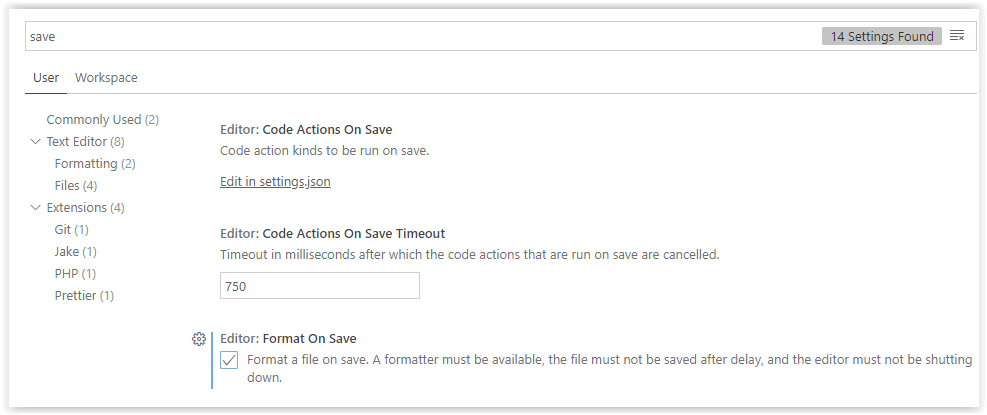 save
14 Settings Found
User
Workspace
Commonly Used (2)
Text Editor (8)
Formatting (2)
Files (4)
Extensions (4)
Git (1)
Jake (1)
PHP (1)
Prettier (1)
Editor: Code Actions On Save
Code action kinds to be run on save.
Edit in settings.json
Editor: Code Actions On Save Timeout
Timeout in milliseconds after which the code actions that are run on save are cancelled.
750
Editor: Format On Save
Format a file on save. A formatter must be available, the file must not be saved after delay, and the editor must not be shutting
down.